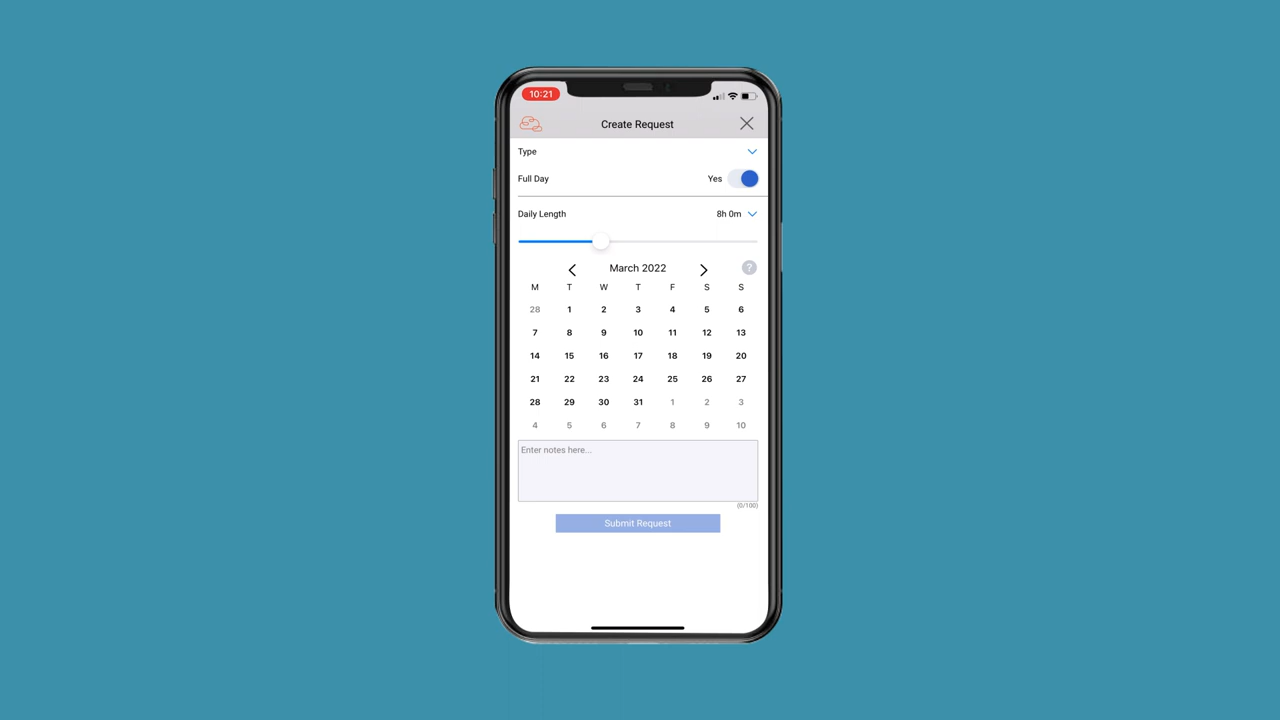 10:21
Create Request
Type
Full Day Yes
Daily Length 8h 0m
March 2022 ?
M T W T F S S
28 1 2 3 4 5 6
7 8 9 10 11 12 13
14 15 16 17 18 19 20
21 22 23 24 25 26 27
28 29 30 31 1 2 3
4 5 6 7 8 9 10
Enter notes here...
(0/100)
Submit Request